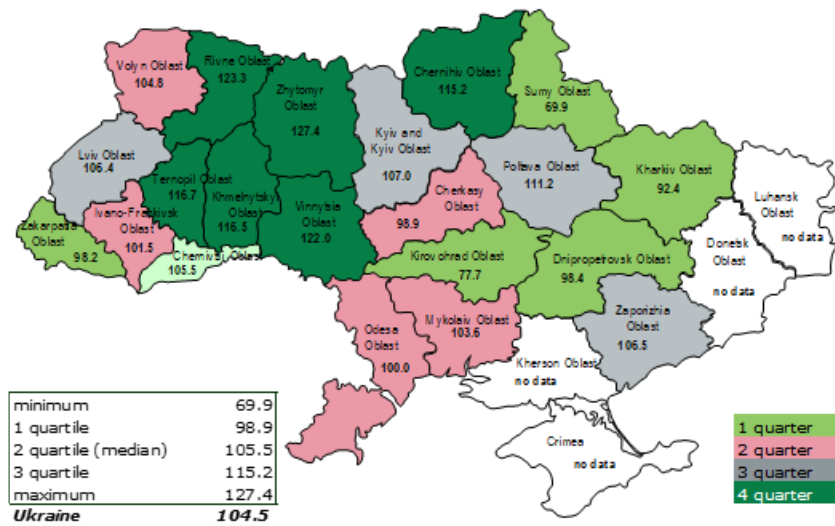 Volyn Oblast
104.8
Rivne Oblast
123.3
Zhytomyr
Oblast
127.4
Chernihiv Oblast
115.2
Sumy Oblast
69.9
Kyiv and
Kyiv Oblast
107.0
Lviv Oblast
106.4
Ternopil Oblast
116.7
Khmelnytskyi
Oblast
116.5
Vinnytsia
Oblast
122.0
Cherkasy
Oblast
98.9
Poltava Oblast
111.2
Kharkiv Oblast
92.4
Luhansk
Oblast
no data
Donetsk
Oblast
no data
Zakarpattia
Oblast
98.2
Ivano-Frankivsk
Oblast
101.5
Chernivtsi Oblast
105.5
Kirovohrad Oblast
77.7
Dnipropetrovsk Oblast
98.4
Zaporizhia
Oblast
106.5
Odesa
Oblast
100.0
Mykolaiv Oblast
103.6
Kherson Oblast
no data
Crimea
no data
minimum 69.9
1 quartile 98.9
2 quartile (median) 105.5
3 quartile 115.2
maximum 127.4
Ukraine 104.5
1 quarter
2 quarter
3 quarter
4 quarter